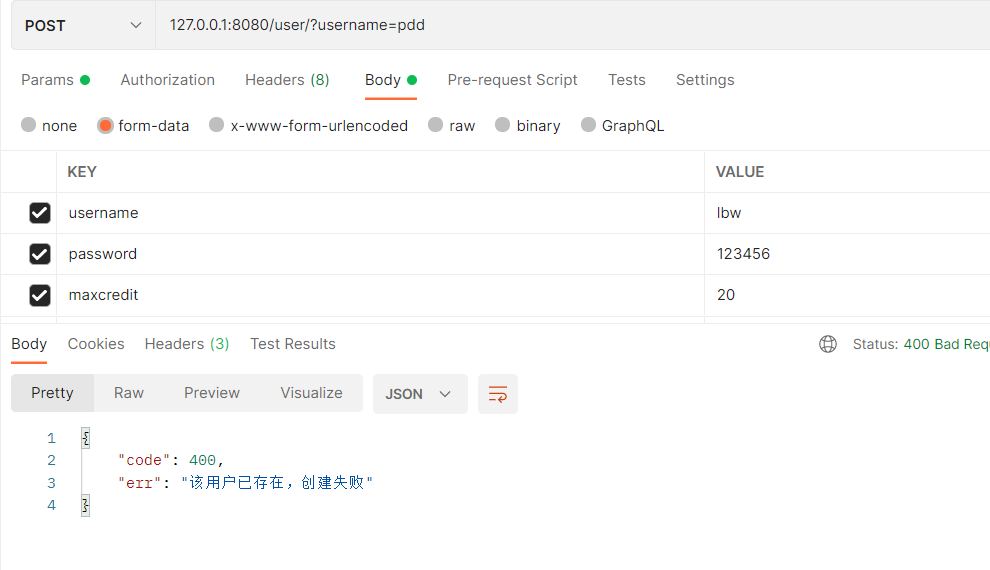 POST 127.0.0.1:8080/user/?username=pdd
Params Authorization Headers (8) Body Pre-request Script Tests Settings
none form-data x-www-form-urlencoded raw binary GraphQL
KEY VALUE
username lbw
password 123456
maxcredit 20
Body Cookies Headers (3) Test Results Status: 400 Bad Req
Pretty Raw Preview Visualize JSON
1 {
2 "code": 400,
3 "err": "该用户已存在，创建失败"
4 }